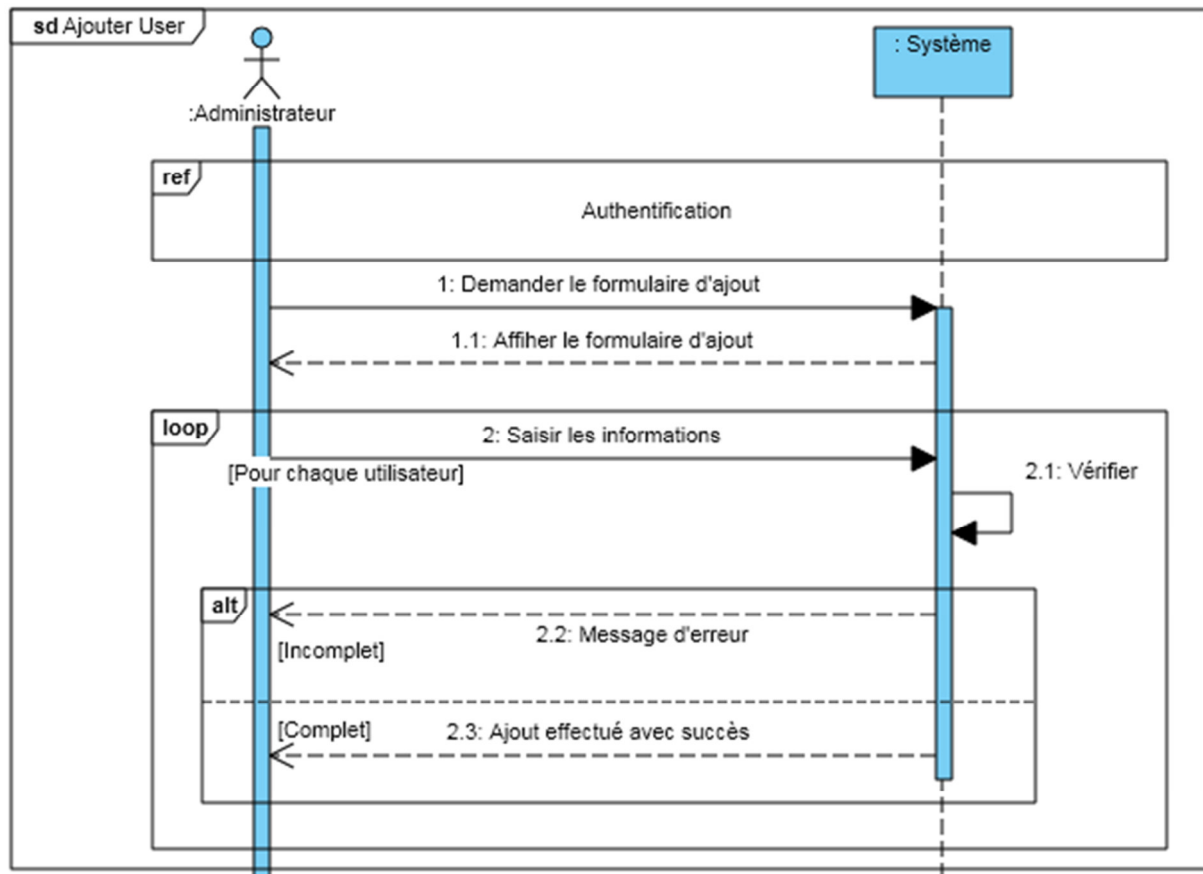 sd Ajouter User
: Système
:Administrateur
ref
Authentification
1: Demander le formulaire d'ajout
1.1: Affiher le formulaire d'ajout
loop
2: Saisir les informations
[Pour chaque utilisateur]
2.1: Vérifier
alt
2.2: Message d'erreur
[Incomplet]
[Complet]
2.3: Ajout effectué avec succès